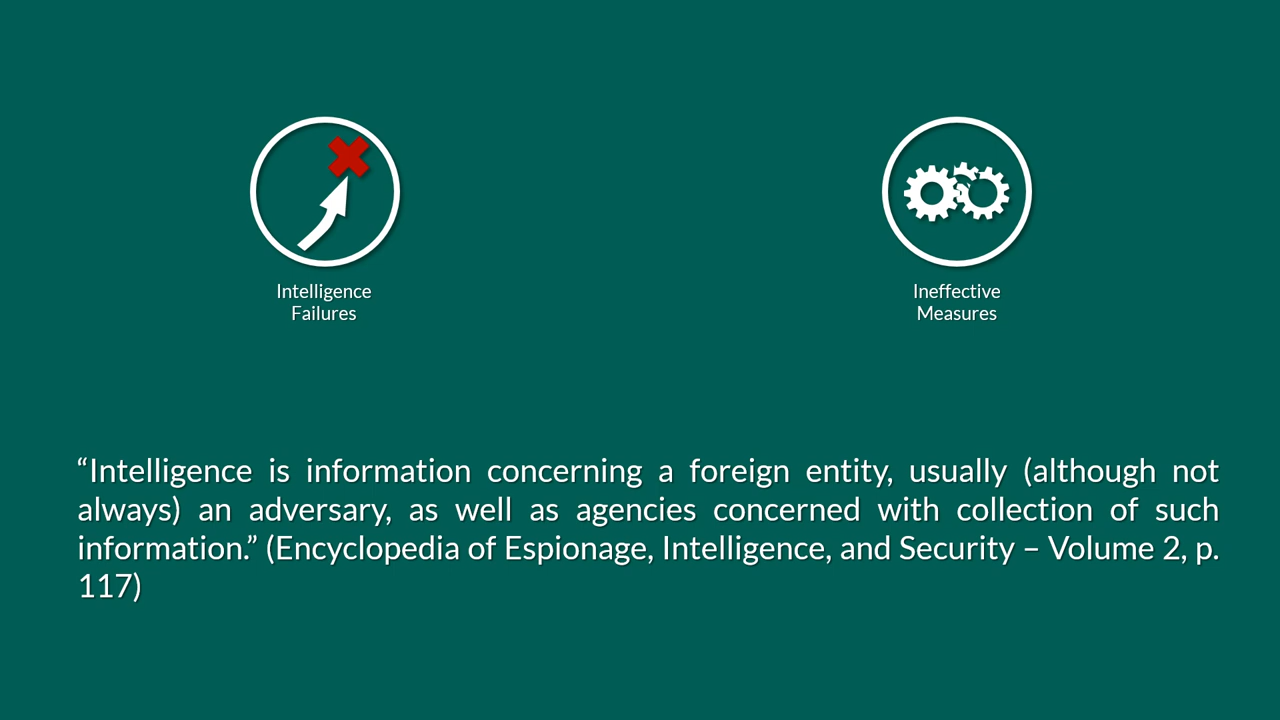 Intelligence
Failures
Ineffective
Measures
“Intelligence is information concerning a foreign entity, usually (although not
always) an adversary, as well as agencies concerned with collection of such
information.” (Encyclopedia of Espionage, Intelligence, and Security – Volume 2, p.
117)